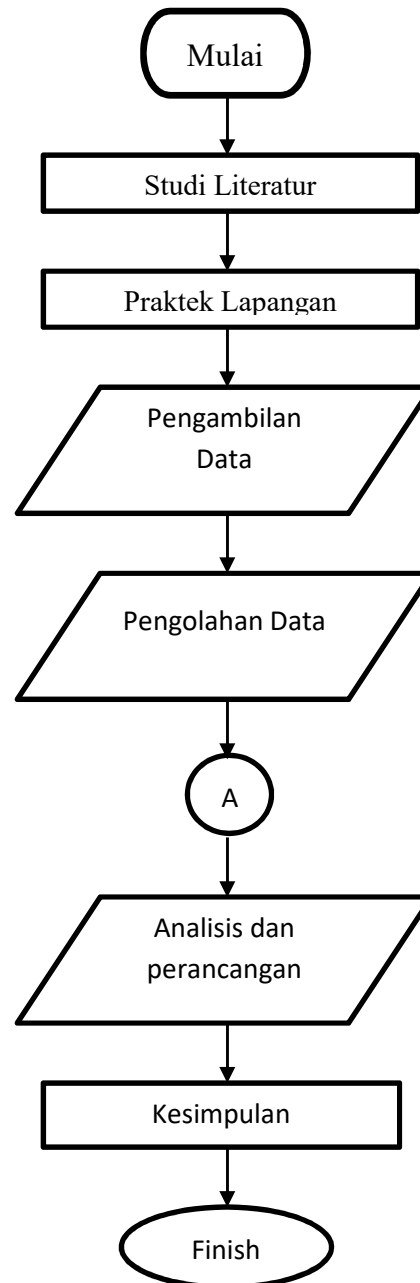 Mulai
Studi Literatur
Praktek Lapangan
Pengambilan
Data
Pengolahan Data
A
Analisis dan
perancangan
Kesimpulan
Finish